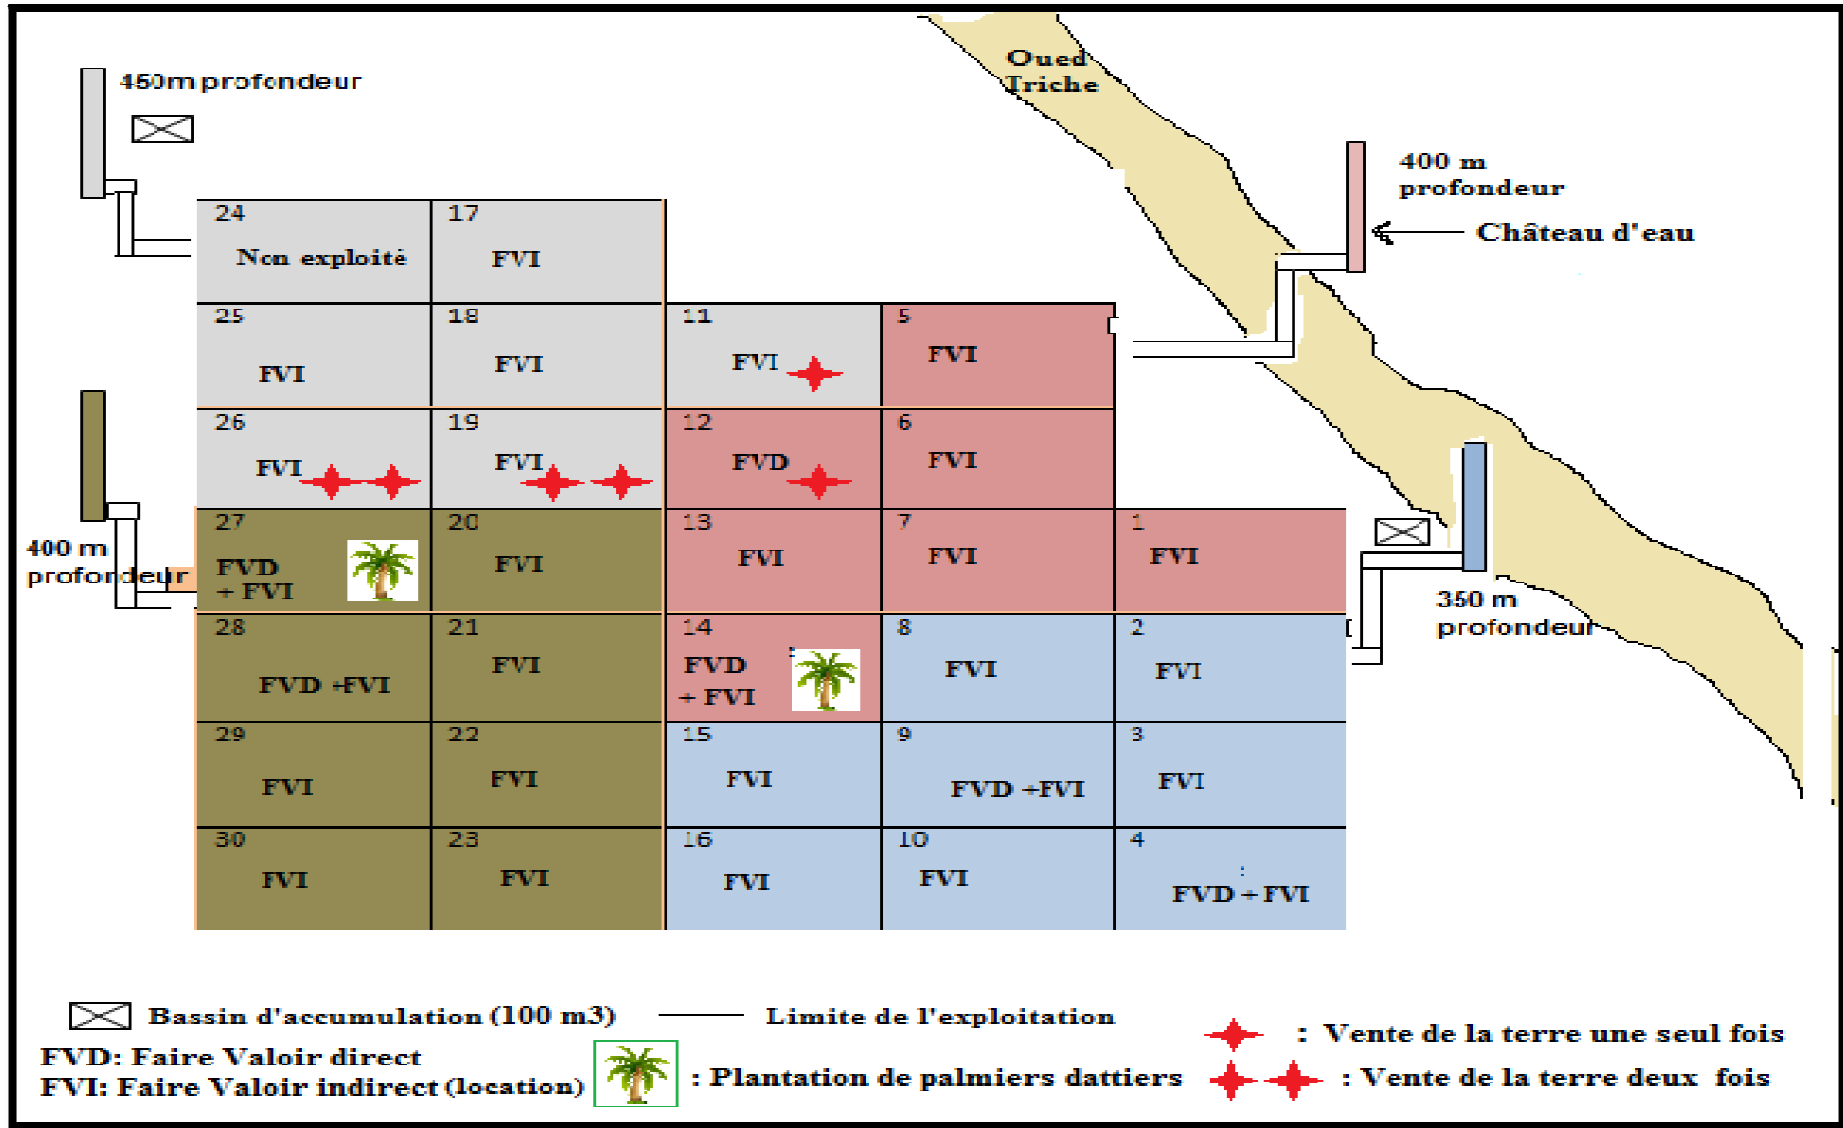 Oued
Triche
450m profondeur
400 m
profondeur
Château d'eau
24
Non exploité
17
FVI
25
FVI
18
FVI
11
FVI
5
FVI
26
FVI
19
FVI
12
FVD
6
FVI
400 m
profondeur
27
FVD
+ FVI
20
FVI
13
FVI
7
FVI
1
FVI
350 m
profondeur
28
FVD +FVI
21
FVI
14
:
FVD
+ FVI
8
FVI
2
FVI
29
FVI
22
FVI
15
FVI
9
FVD +FVI
3
FVI
30
FVI
23
FVI
16
FVI
10
FVI
4
:
FVD + FVI
Bassin d'accumulation (100 m3)
Limite de l'exploitation
: Vente de la terre une seul fois
FVD: Faire Valoir direct
FVI: Faire Valoir indirect (location)
: Plantation de palmiers dattiers
: Vente de la terre deux fois